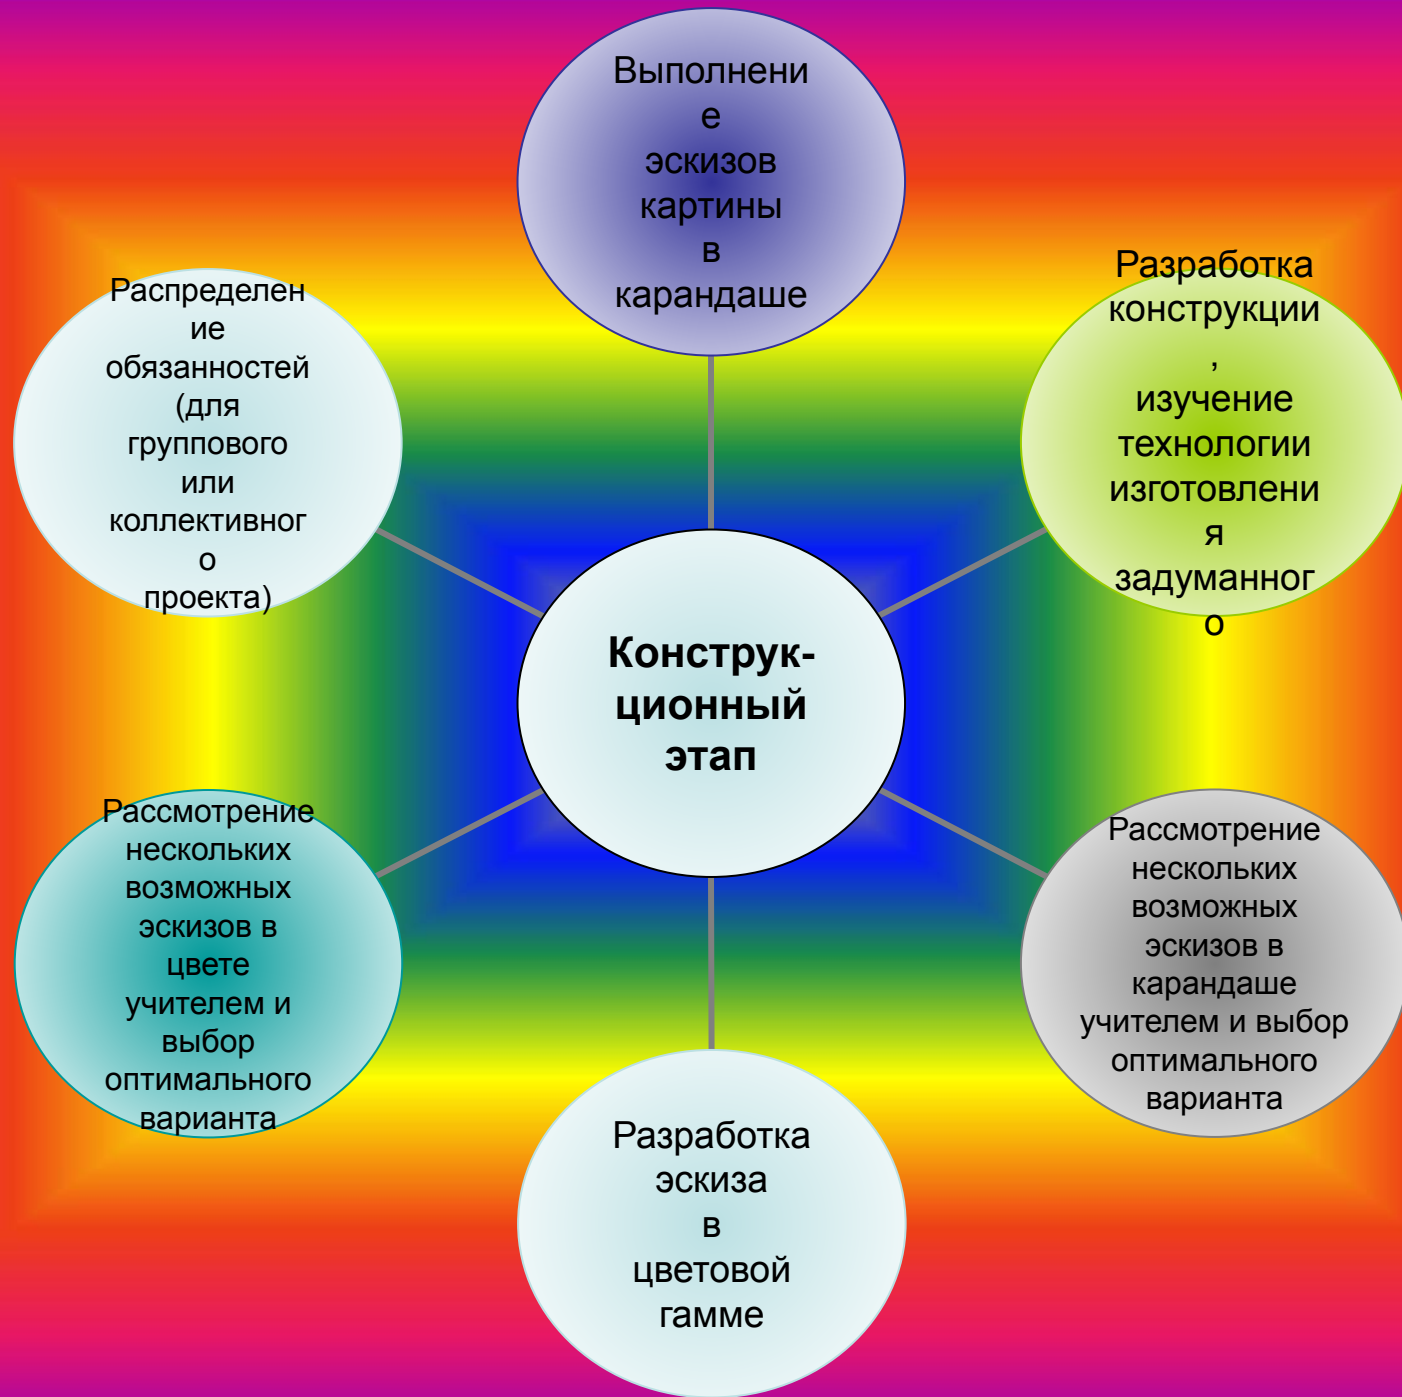 Выполнени
е
эскизов
картины
в
карандаше
Разработка
конструкции
,
изучение
технологии
изготовлени
я
задуманног
о
Рассмотрение
нескольких
возможных
эскизов в
карандаше
учителем и выбор
оптимального
варианта
Разработка
эскиза
в
цветовой
гамме
Рассмотрение
нескольких
возможных
эскизов в
цвете
учителем и
выбор
оптимального
варианта
Распределен
ие
обязанностей
(для
группового
или
коллективног
о
проекта)
Конструк-
ционный
этап